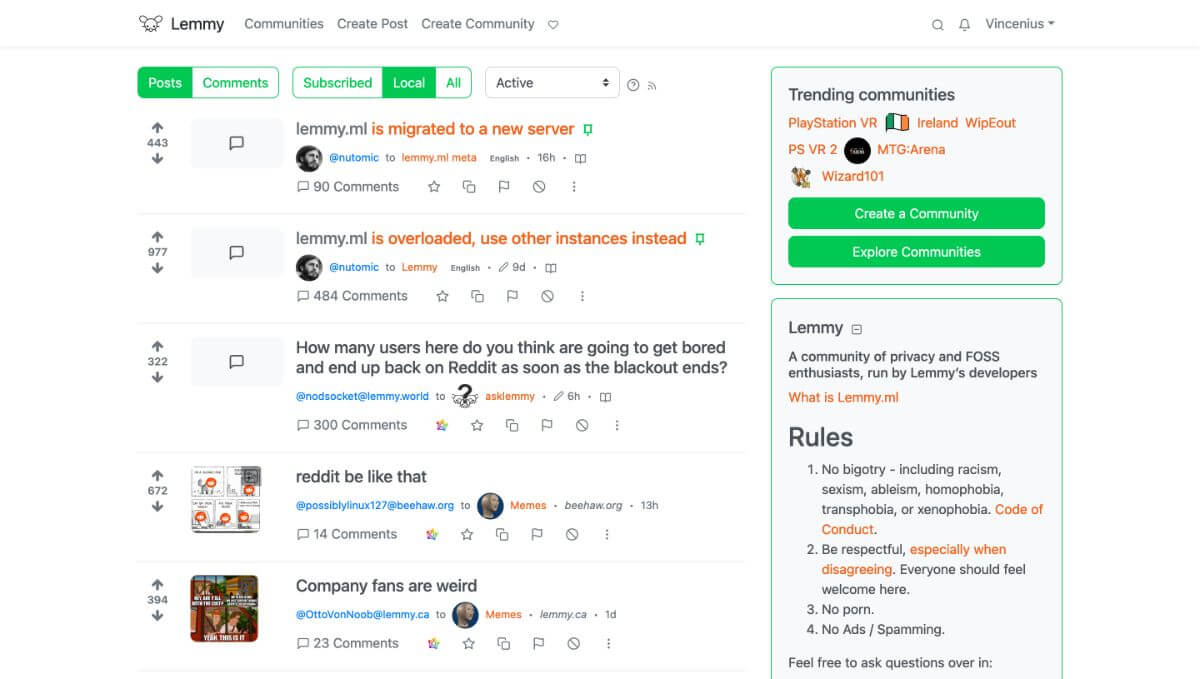 Lemmy Communities Create Post Create Community Vincenius
Posts Comments Subscribed Local All Active
443
lemmy.ml is migrated to a new server
@nutomic to lemmy.ml meta English • 16h •
90 Comments
977
lemmy.ml is overloaded, use other instances instead
@nutomic to Lemmy English • 9d •
484 Comments
322
How many users here do you think are going to get bored
and end up back on Reddit as soon as the blackout ends?
@nodsocket@lemmy.world to asklemmy • 6h •
300 Comments
672
reddit be like that
@possiblylinux127@beehaw.org to Memes • beehaw.org • 13h
14 Comments
394
YEAH, THIS IS IT
Company fans are weird
@OttoVonNoob@lemmy.ca to Memes • lemmy.ca • 1d
23 Comments
Trending communities
PlayStation VR Ireland WipEout
PS VR 2 MTG:Arena
Wizard101
Create a Community
Explore Communities
Lemmy
A community of privacy and FOSS
enthusiasts, run by Lemmy's developers
What is Lemmy.ml
Rules
1. No bigotry - including racism,
sexism, ableism, homophobia,
transphobia, or xenophobia. Code of
Conduct.
2. Be respectful, especially when
disagreeing. Everyone should feel
welcome here.
3. No porn.
4. No Ads / Spamming.
Feel free to ask questions over in: